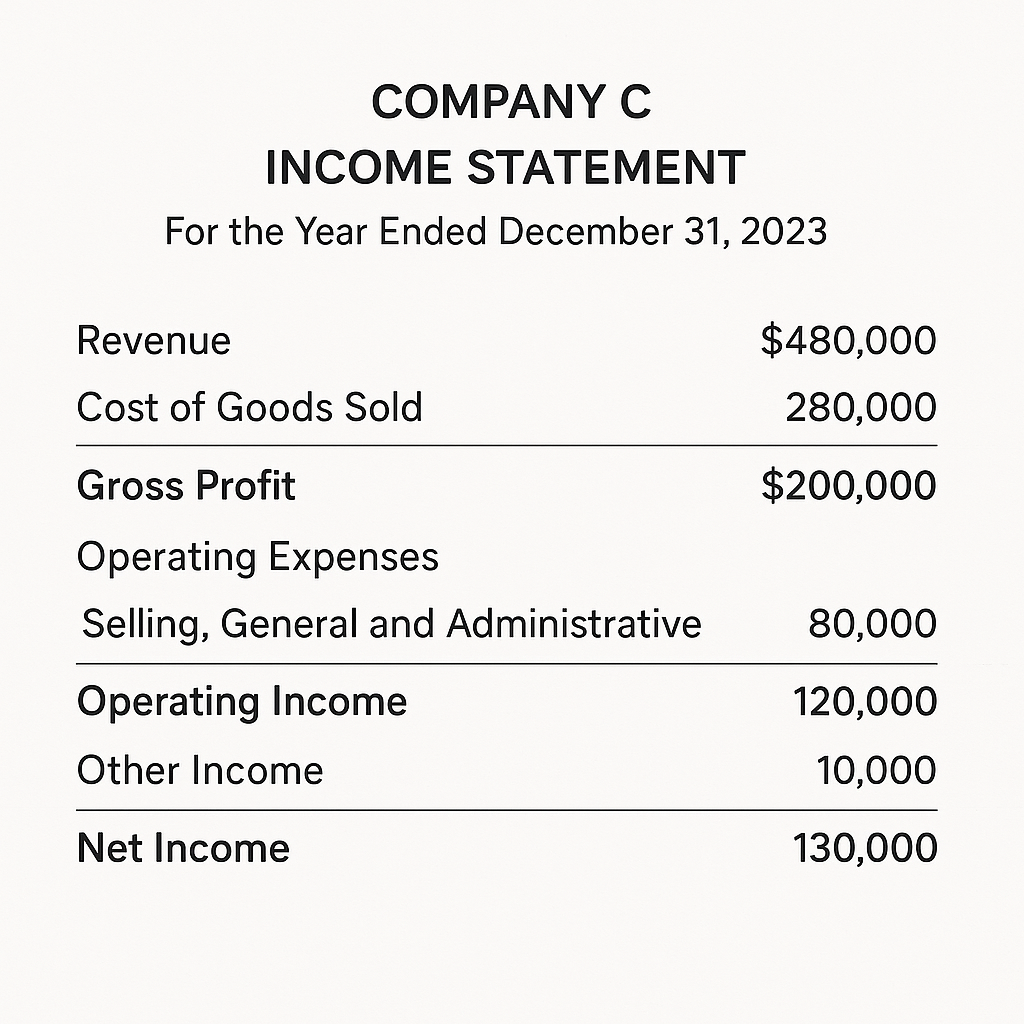 COMPANY C
INCOME STATEMENT
For the Year Ended December 31, 2023
Revenue $480,000
Cost of Goods Sold 280,000
Gross Profit $200,000
Operating Expenses
Selling, General and Administrative 80,000
Operating Income 120,000
Other Income 10,000
Net Income 130,000